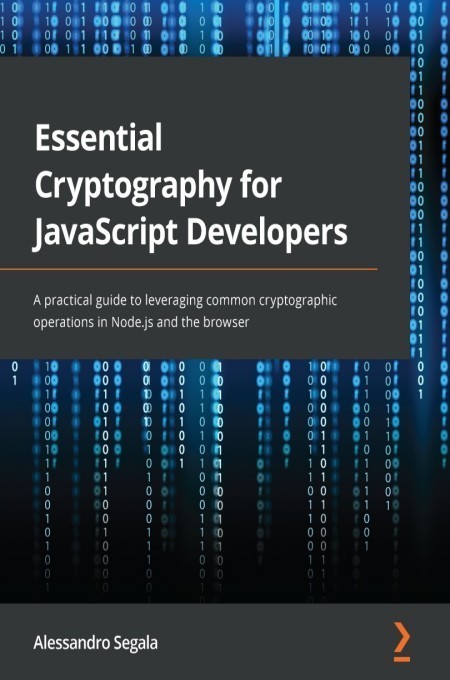 Essential
Cryptography for
JavaScript Developers
A practical guide to leveraging common cryptographic
operations in Node.js and the browser
Alessandro Segala